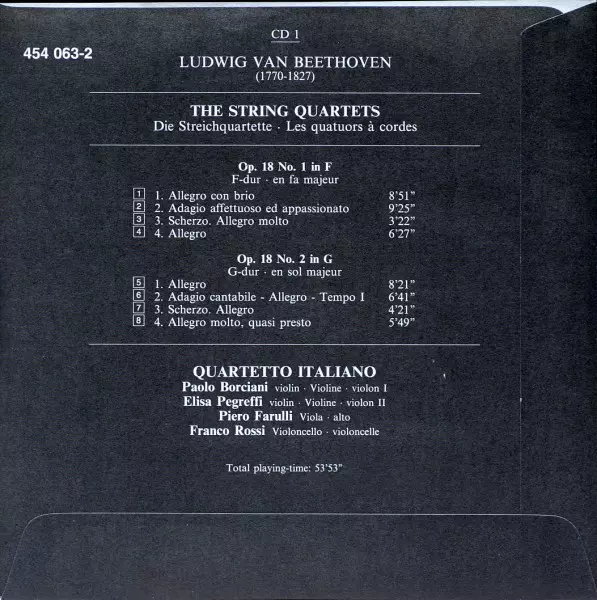 CD 1
454 063-2
LUDWIG VAN BEETHOVEN
(1770-1827)
THE STRING QUARTETS
Die Streichquartette · Les quatuors à cordes
Op. 18 No. 1 in F
F-dur · en fa majeur
1 1. Allegro con brio 8'51"
2 2. Adagio affettuoso ed appassionato 9'25"
3 3. Scherzo. Allegro molto 3'22"
4 4. Allegro 6'27"
Op. 18 No. 2 in G
G-dur · en sol majeur
5 1. Allegro 8'21"
6 2. Adagio cantabile - Allegro - Tempo I 6'41"
7 3. Scherzo. Allegro 4'21"
8 4. Allegro molto, quasi presto 5'49"
QUARTETTO ITALIANO
Paolo Borciani violin · Violine · violon I
Elisa Pegreffi violin · Violine · violon II
Piero Farulli Viola · alto
Franco Rossi Violoncello · violoncelle
Total playing-time: 53'53"